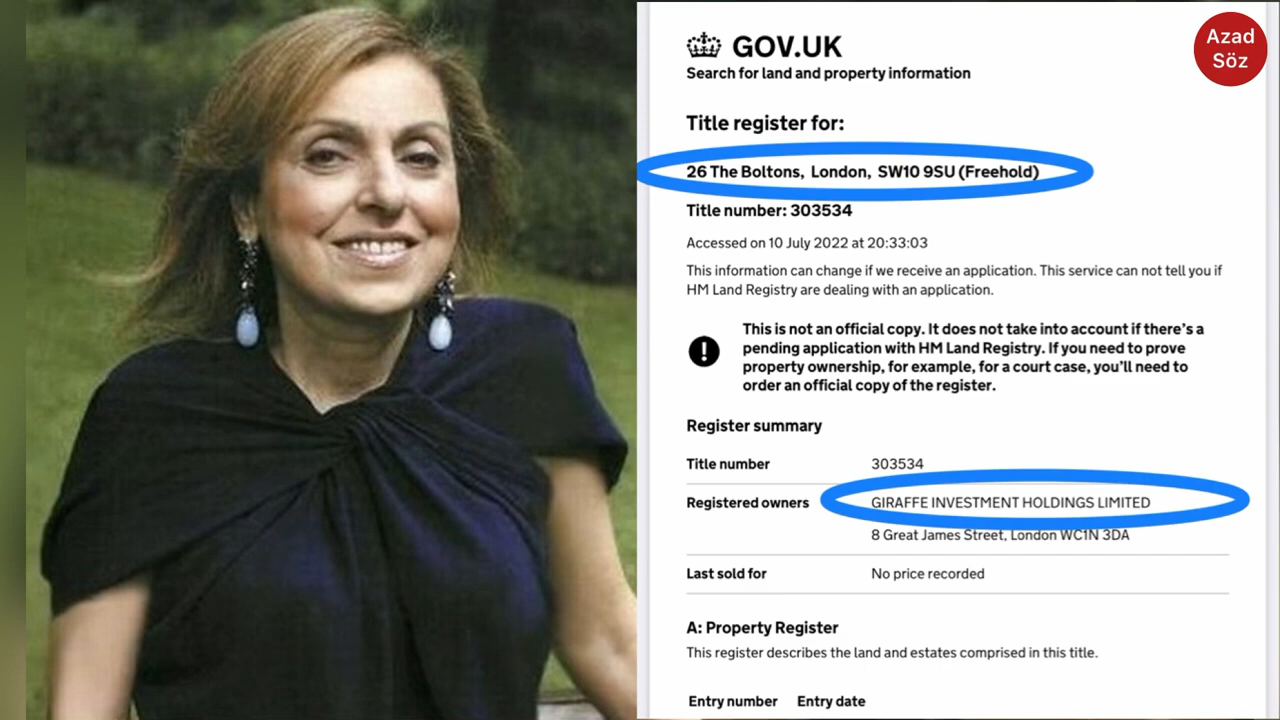 Azad
Söz
GOV.UK
Search for land and property information
Title register for:
26 The Boltons, London, SW10 9SU (Freehold)
Title number: 303534
Accessed on 10 July 2022 at 20:33:03
This information can change if we receive an application. This service can not tell you if
HM Land Registry are dealing with an application.
This is not an official copy. It does not take into account if there's a
pending application with HM Land Registry. If you need to prove
property ownership, for example, for a court case, you'll need to
order an official copy of the register.
Register summary
Title number 303534
Registered owners GIRAFFE INVESTMENT HOLDINGS LIMITED
8 Great James Street, London WC1N 3DA
Last sold for No price recorded
A: Property Register
This register describes the land and estates comprised in this title.
Entry number Entry date